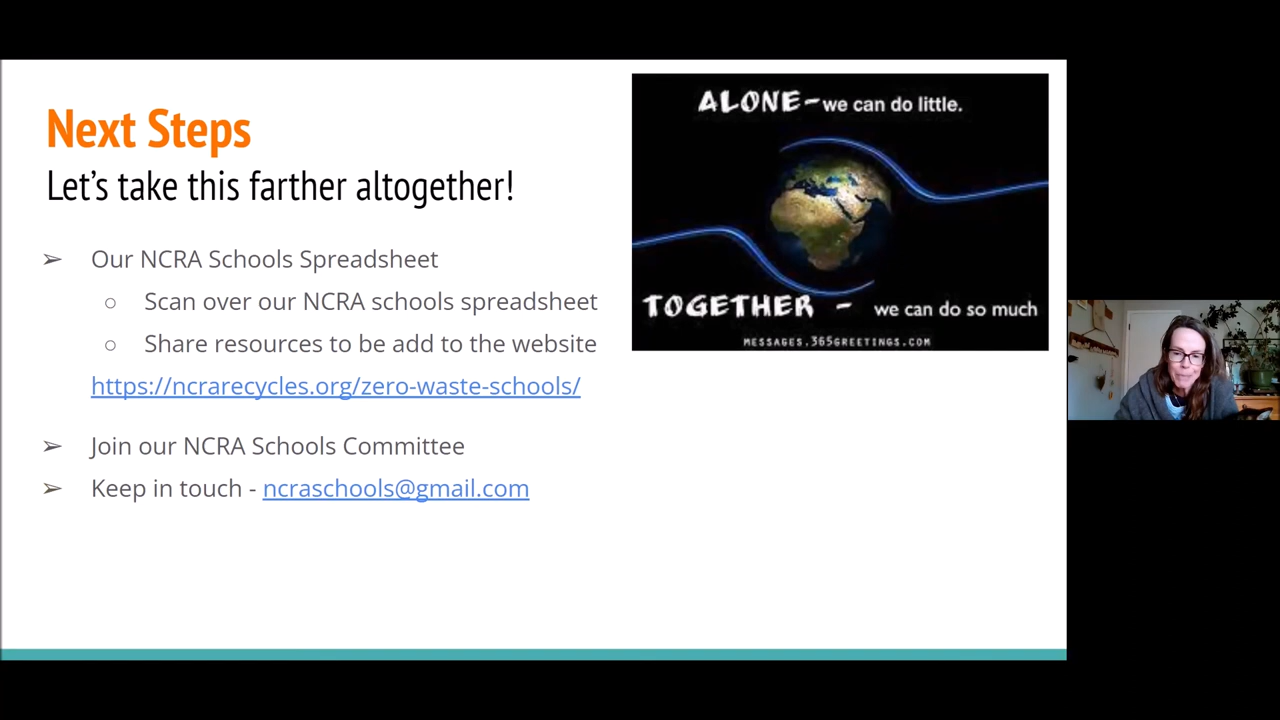 Next Steps
Let's take this farther altogether!
➢ Our NCRA Schools Spreadsheet
○ Scan over our NCRA schools spreadsheet
○ Share resources to be add to the website
https://ncrarecycles.org/zero-waste-schools/
➢ Join our NCRA Schools Committee
➢ Keep in touch - ncraschools@gmail.com
ALONE- we can do little.
TOGETHER - we can do so much
MESSAGES.365GREETINGS.COM